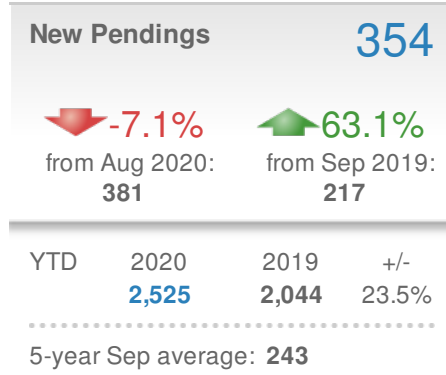 New Pendings 354
-7.1% 63.1%
from Aug 2020: from Sep 2019:
381 217
YTD 2020 2019 +/-
2,525 2,044 23.5%
5-year Sep average: 243